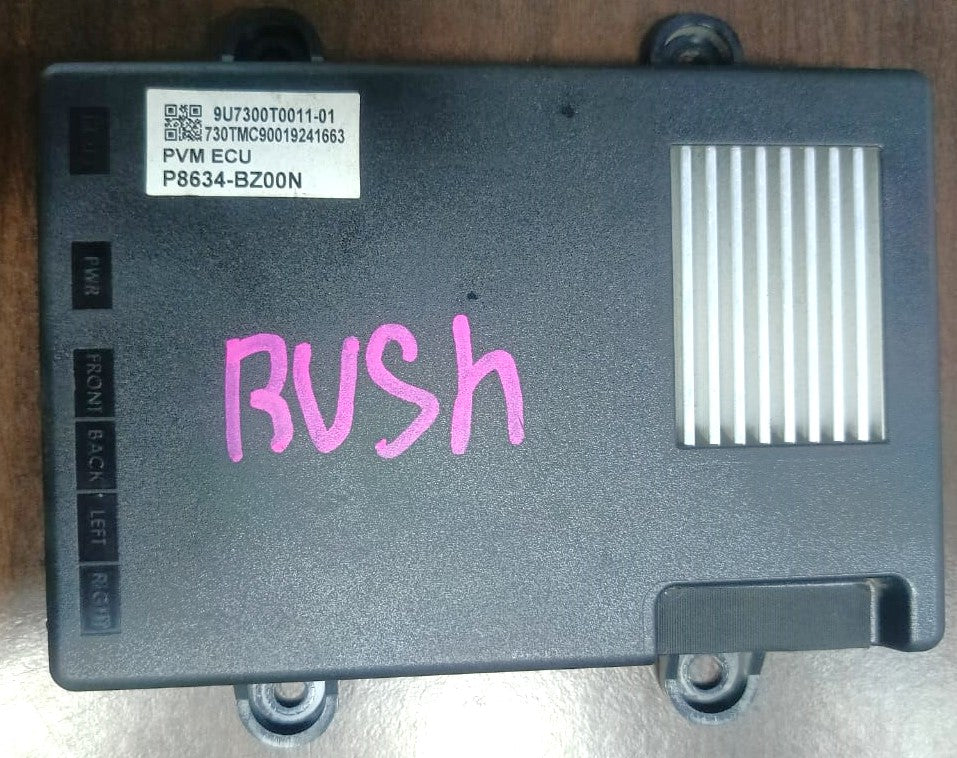 9U7300T0011-01
730TMC90019241663
PVM ECU
P8634-BZ00N
PWR
FRONT
BACK
LEFT
RIGHT
RUSh